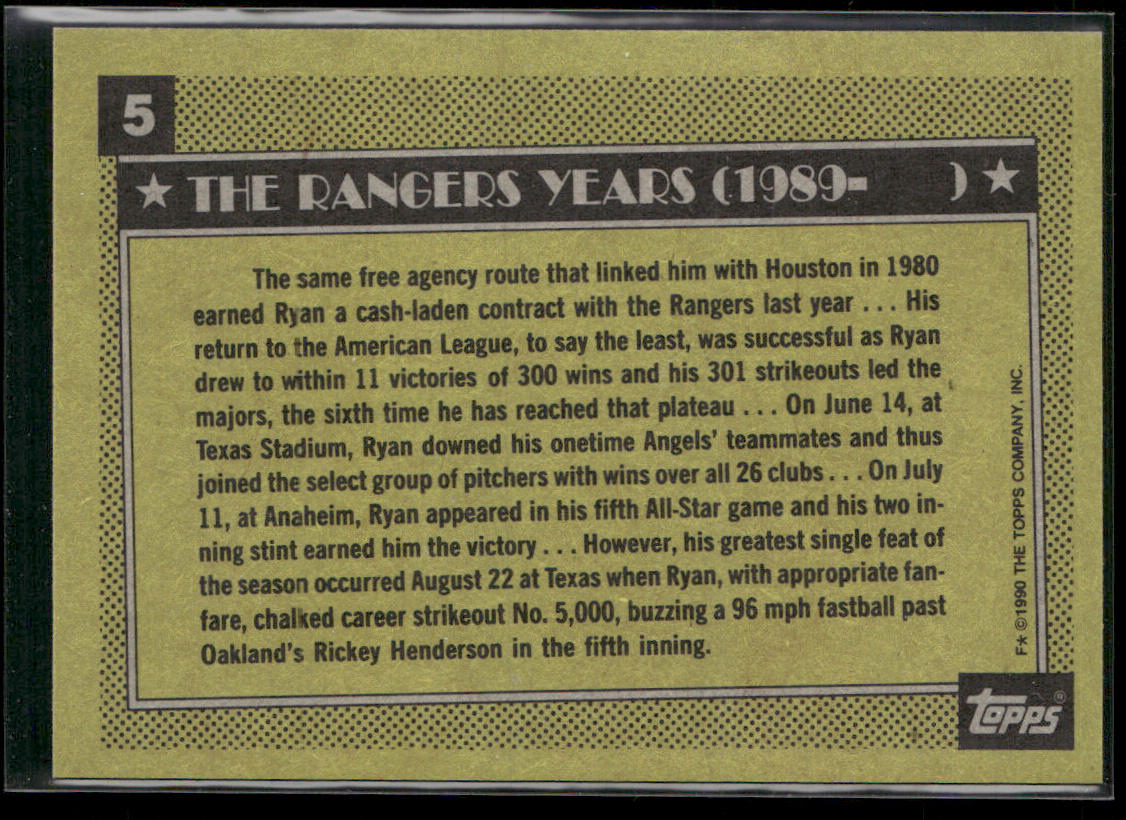 5
★ THE RANGERS YEARS (1989- ) ★
The same free agency route that linked him with Houston in 1980
earned Ryan a cash-laden contract with the Rangers last year . . . His
return to the American League, to say the least, was successful as Ryan
drew to within 11 victories of 300 wins and his 301 strikeouts led the
majors, the sixth time he has reached that plateau . . . On June 14, at
Texas Stadium, Ryan downed his onetime Angels' teammates and thus
joined the select group of pitchers with wins over all 26 clubs . . . On July
11, at Anaheim, Ryan appeared in his fifth All-Star game and his two in-
ning stint earned him the victory . . . However, his greatest single feat of
the season occurred August 22 at Texas when Ryan, with appropriate fan-
fare, chalked career strikeout No. 5,000, buzzing a 96 mph fastball past
Oakland's Rickey Henderson in the fifth inning.
F* ©1990 THE TOPPS COMPANY, INC.
topps®